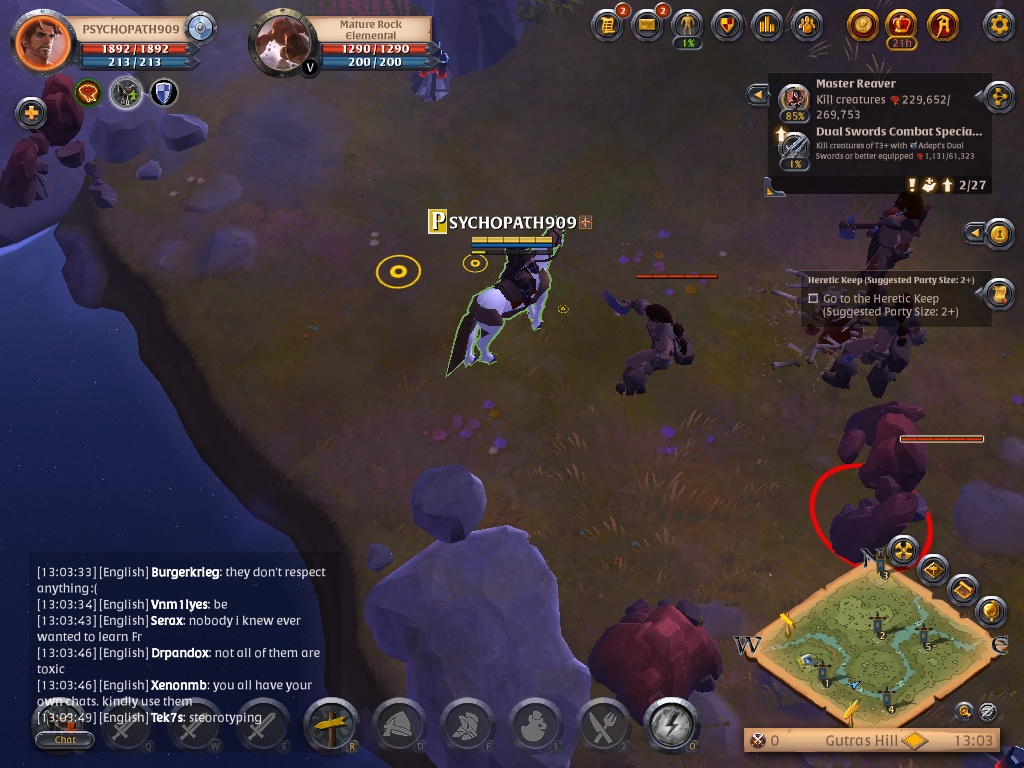 PSYCHOPATH909
1892 / 1892
213 / 213
Mature Rock
Elemental
1290 / 1290
200 / 200
V
2
2
1%
21h
Master Reaver
Kill creatures 229,652/
269,753
85%
Dual Swords Combat Specia...
Kill creatures of T3+ with Adept's Dual
Swords or better equipped 1,131/61,323
1%
2/27
PSYCHOPATH909
Heretic Keep (Suggested Party Size: 2+)
Go to the Heretic Keep
(Suggested Party Size: 2+)
[13:03:33] [English] Burgerkrieg: they don't respect
anything:(
[13:03:34] [English] Vnm1lyes: be
[13:03:43] [English] Serax: nobody i knew ever
wanted to learn Fr
[13:03:46] [English] Drpandox: not all of them are
toxic
[13:03:46] [English] Xenonmb: you all have your
own chats. kindly use them
[13:03:49] [English] Tek7s: steorotyping
Chat
Q
W
E
R
D
F
1
2
O
N
W
E
3
2
5
1
4
0
Gutras Hill
13:03